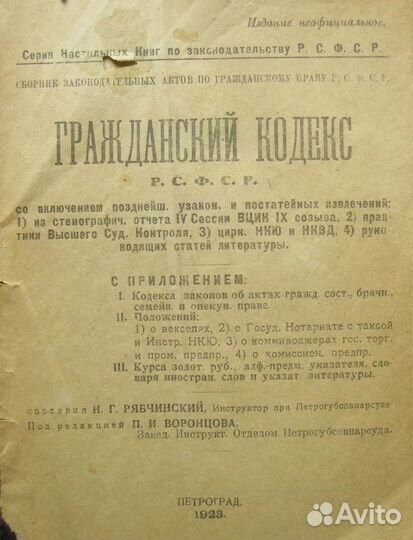 Издание неофициальное.
Серия Настольных Книг по законодательству Р. С. Ф. С. Р.
СБОРНИК ЗАКОНОДАТЕЛЬНЫХ АКТОВ ПО ГРАЖДАНСКОМУ ПРАВУ Р. С. Ф. С. Р.
ГРАЖДАНСКИЙ КОДЕКС
Р. С. Ф. С. Р.
со включением позднейш. узакон. и постатейных извлечений:
1) из стенографич. отчета IV Сессии ВЦИК IX созыва, 2) прак-
тики Высшего Суд. Контроля, 3) цирк. НКЮ и НКВД, 4) руко-
водящих статей литературы.
С ПРИЛОЖЕНИЕМ:
I. Кодекса законов об актах гражд. сост., брачн.,
семейн. и опекун. праве.
II. Положений:
1) о векселях, 2) о Госуд. Нотариате с таксой
и Инстр. НКЮ, 3) о коммивояжерах гос. торг.
и пром. предпр., 4) о комиссион. предпр.
III. Курса золот. руб., алф.-предм. указателя, сло-
варя иностран. слов и указат. литературы.
составил Н. Г. РЯБЧИНСКИЙ, Инструктор при Петрогубсовнарсуде
Под редакцией П. И. ВОРОНЦОВА,
Завед. Инструкт. Отделом Петрогубсовнарсуда.
ПЕТРОГРАД.
1923.
Avito